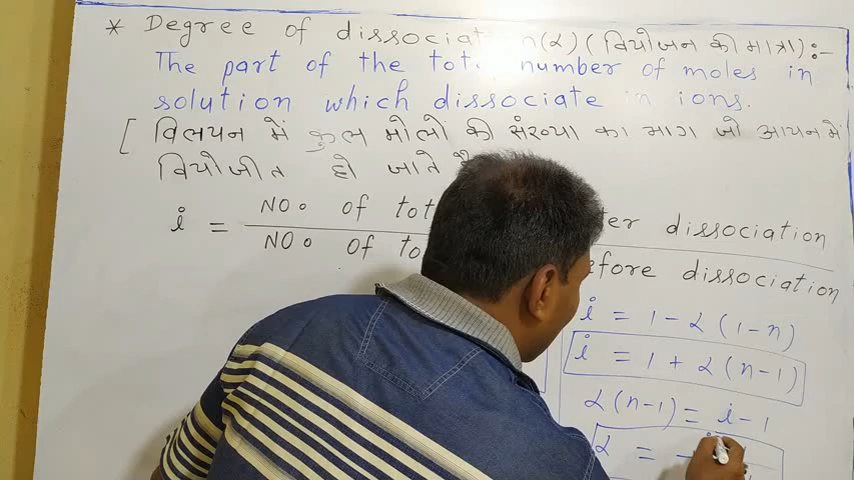 * Degree of dissociat n(α) (वियोजन की मात्रा):-
The part of the tot number of moles in
solution which dissociate in ions.
[ विलयन में कुल मोलों की संख्या का भाग जो आयन में
वियोजीत हो जाते
i = NO. of tot ter dissociation
NO. of to efore dissociation
i = 1 - α (1-n)
i = 1 + α (n-1)
α (n-1) = i - 1
α =